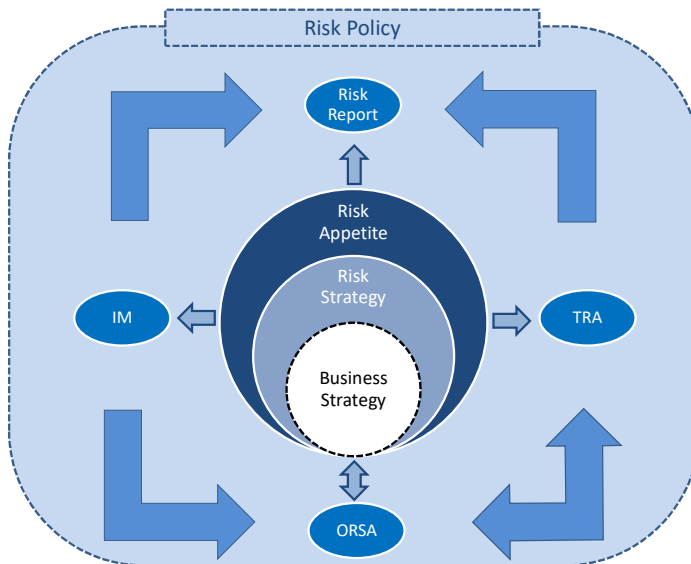 Risk Policy
Risk
Report
Risk
Appetite
Risk
Strategy
IM
TRA
Business
Strategy
ORSA